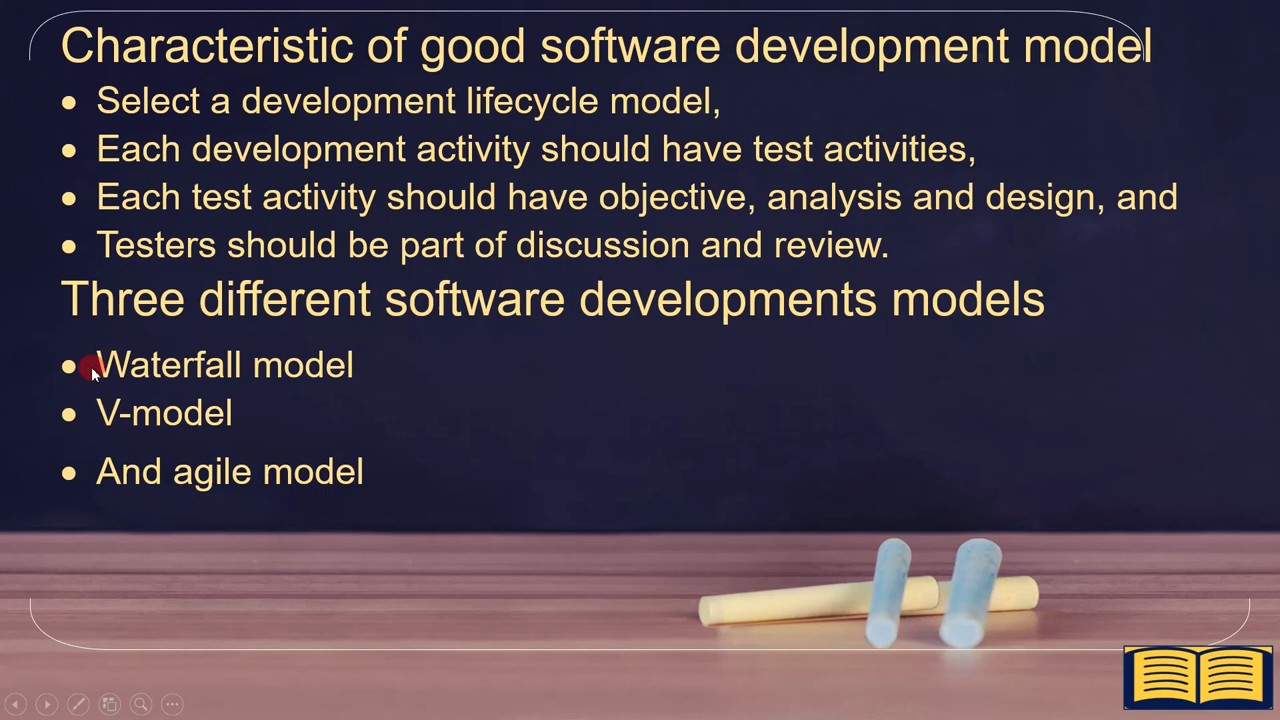 Characteristic of good software development model
• Select a development lifecycle model,
• Each development activity should have test activities,
• Each test activity should have objective, analysis and design, and
• Testers should be part of discussion and review.
Three different software developments models
• Waterfall model
• V-model
• And agile model